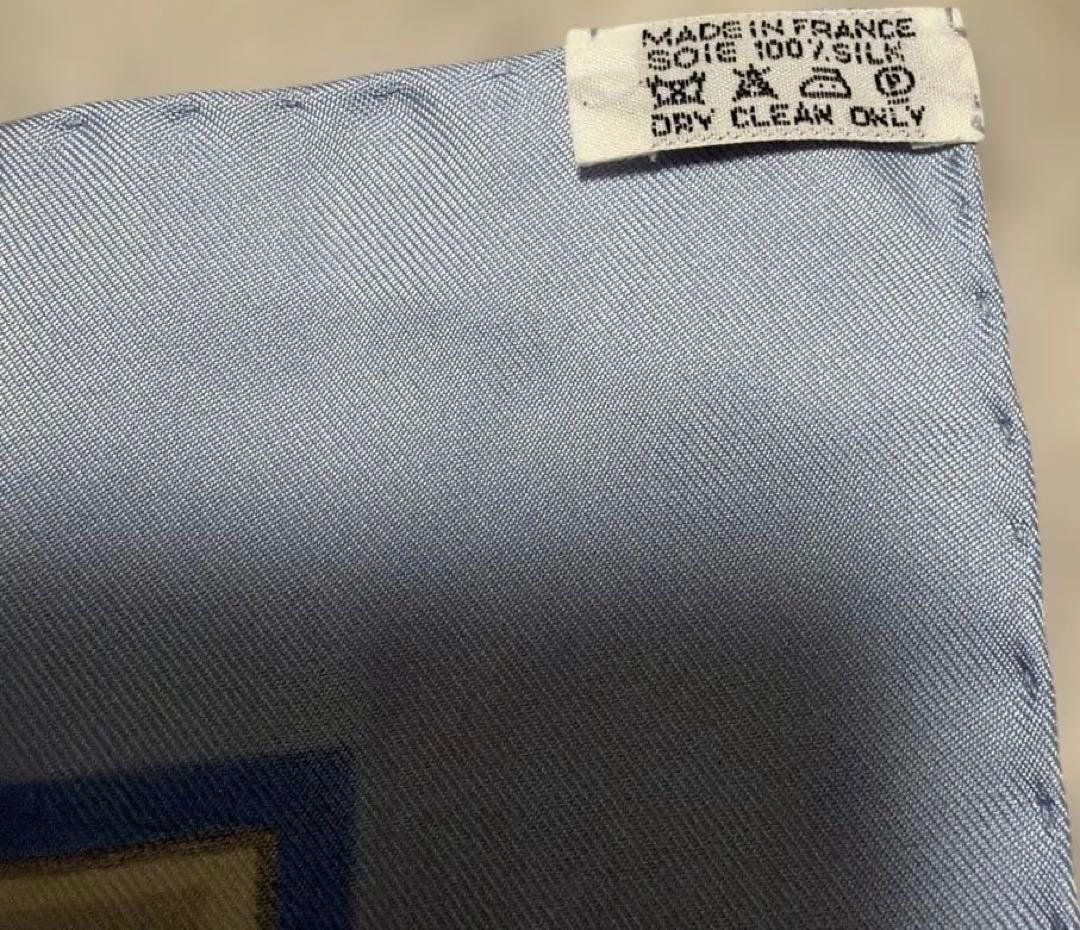 MADE IN FRANCE
SOIE 100% SILK
DRY CLEAN ONLY